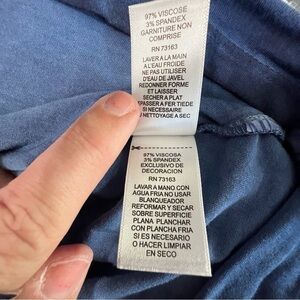 97% VISCOSE
3% SPANDEX
GARNITURE NON
COMPRISE
RN 73163
LAVER A LA MAIN
A L'EAU FROIDE
NE PAS UTILISER
D'EAU DE JAVEL
REDONNER FORME
ET LAISSER
SECHER A PLAT
EPASSER A FER TIEDE
SI NECESSAIRE
U NETTOYAGE A SEC
97% VISCOSA
3% SPANDEX
EXCLUSIVO DE
DECORACION
RN 73163
LAVAR A MANO CON
AGUA FRIA NO USAR
BLANQUEADOR
REFORMAR Y SECAR
SOBRE SUPERFICIE
PLANA PLANCHAR
CON PLANCHA FRIA
SI ES NECESARIO
O HACER LIMPIAR
EN SECO